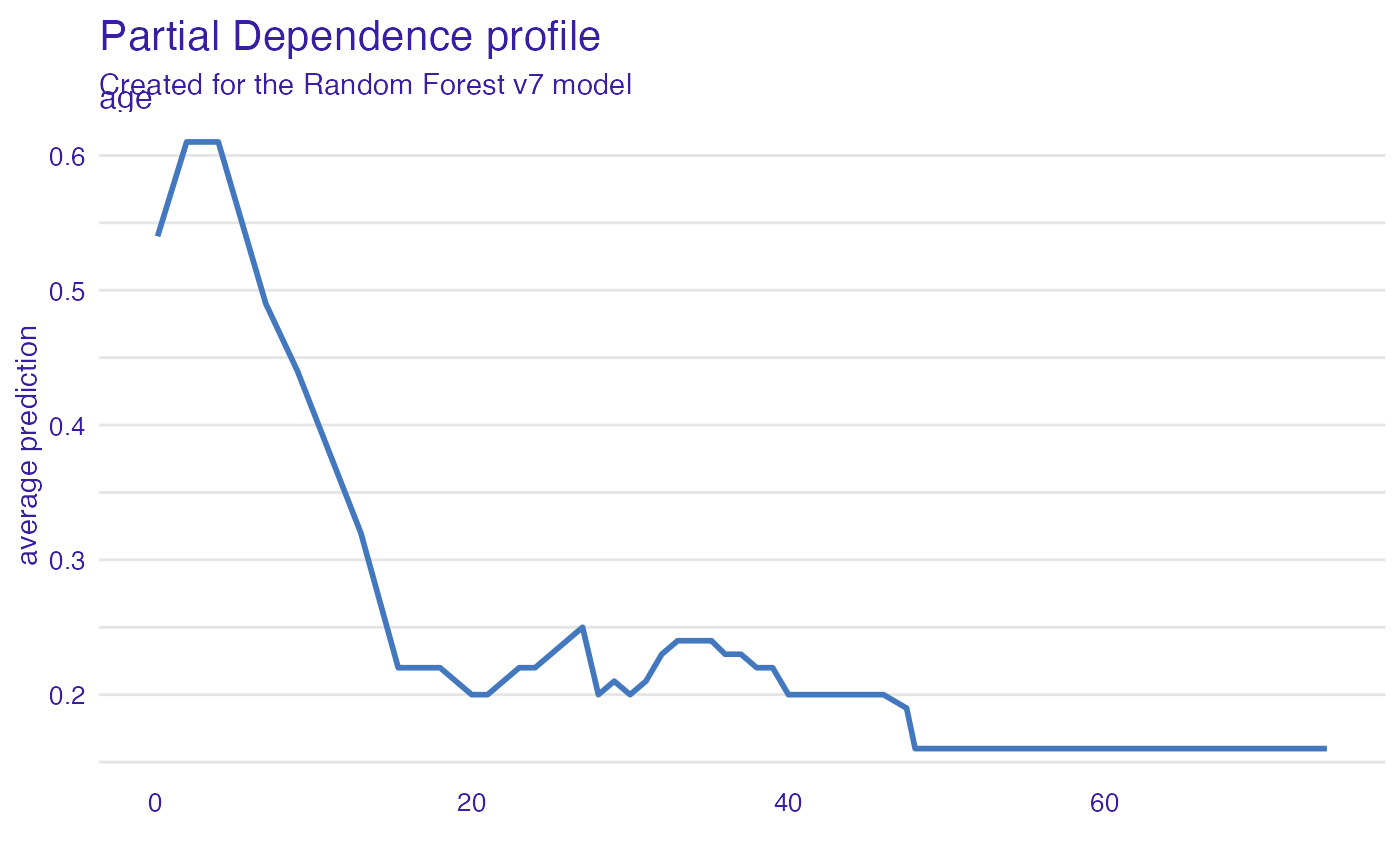 Partial Dependence profile
Created for the Random Forest v7 model
age
0.6
0.5
0.4
0.3
0.2
average prediction
0 20 40 60